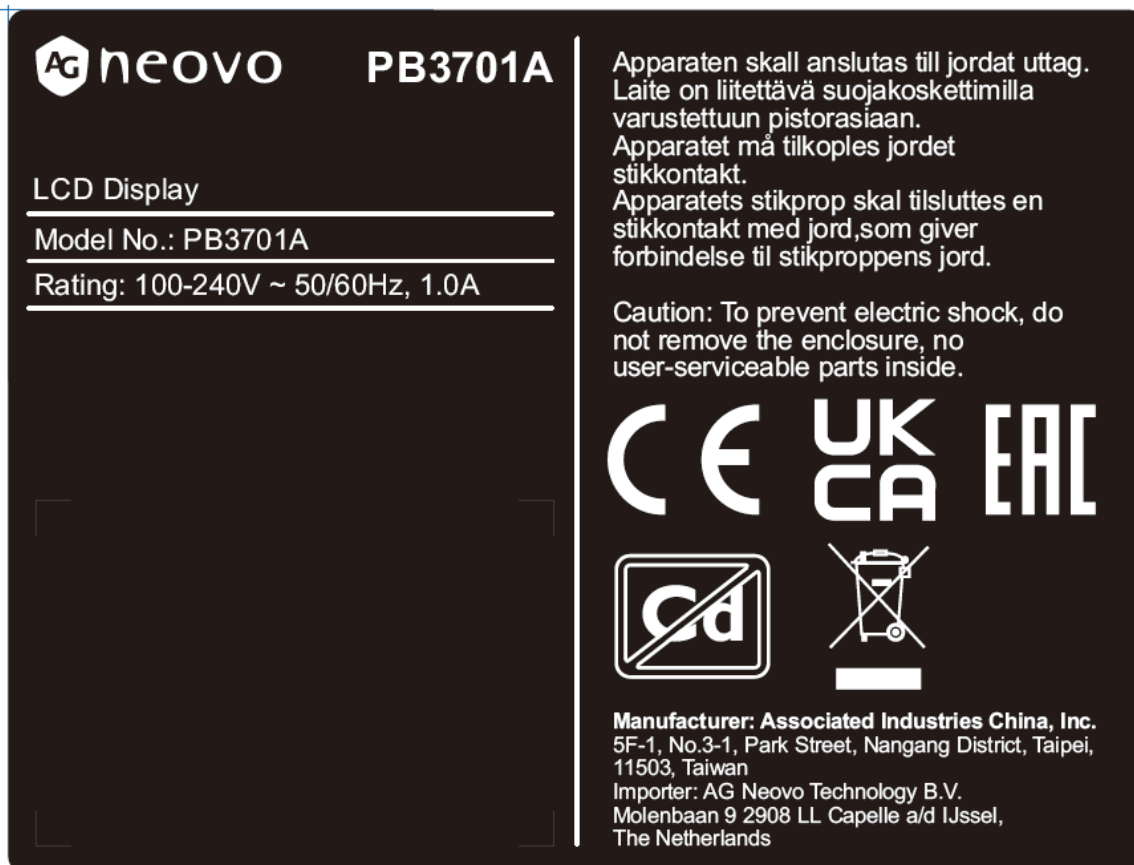 AG neovo PB3701A
LCD Display
Model No.: PB3701A
Rating: 100-240V ~ 50/60Hz, 1.0A
Apparaten skall anslutas till jordat uttag.
Laite on liitettävä suojakoskettimilla
varustettuun pistorasiaan.
Apparatet må tilkoples jordet
stikkontakt.
Apparatets stikprop skal tilsluttes en
stikkontakt med jord,som giver
forbindelse til stikproppens jord.
Caution: To prevent electric shock, do
not remove the enclosure, no
user-serviceable parts inside.
CE UK CA EAC
Cd
Manufacturer: Associated Industries China, Inc.
5F-1, No.3-1, Park Street, Nangang District, Taipei,
11503, Taiwan
Importer: AG Neovo Technology B.V.
Molenbaan 9 2908 LL Capelle a/d IJssel,
The Netherlands